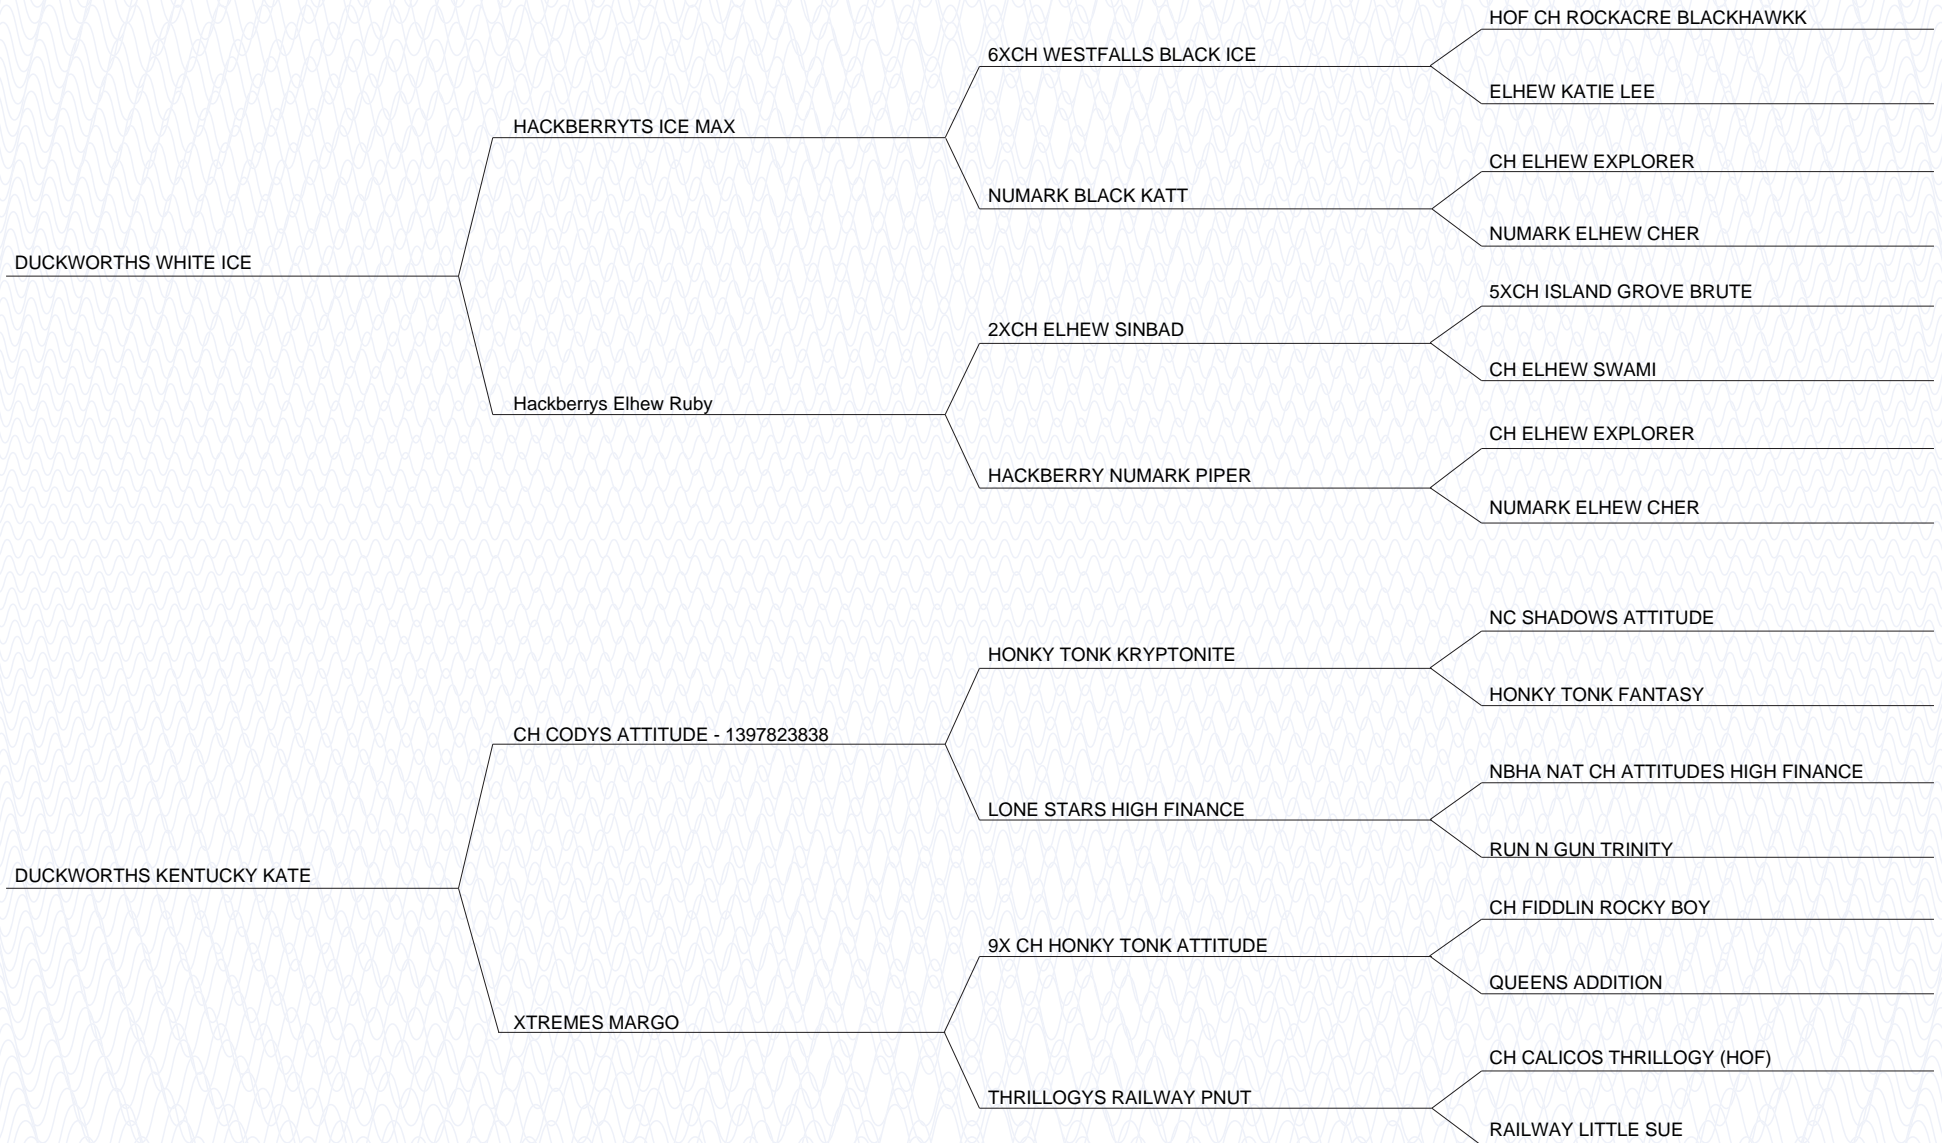 HOF CH ROCKACRE BLACKHAWKK
6XCH WESTFALLS BLACK ICE
ELHEW KATIE LEE
HACKBERRYTS ICE MAX
CH ELHEW EXPLORER
NUMARK BLACK KATT
NUMARK ELHEW CHER
DUCKWORTHS WHITE ICE
5XCH ISLAND GROVE BRUTE
2XCH ELHEW SINBAD
CH ELHEW SWAMI
Hackberrys Elhew Ruby
CH ELHEW EXPLORER
HACKBERRY NUMARK PIPER
NUMARK ELHEW CHER
NC SHADOWS ATTITUDE
HONKY TONK KRYPTONITE
HONKY TONK FANTASY
CH CODYS ATTITUDE - 1397823838
NBHA NAT CH ATTITUDES HIGH FINANCE
LONE STARS HIGH FINANCE
RUN N GUN TRINITY
DUCKWORTHS KENTUCKY KATE
CH FIDDLIN ROCKY BOY
9X CH HONKY TONK ATTITUDE
QUEENS ADDITION
XTREMES MARGO
CH CALICOS THRILLOGY (HOF)
THRILLOGYS RAILWAY PNUT
RAILWAY LITTLE SUE